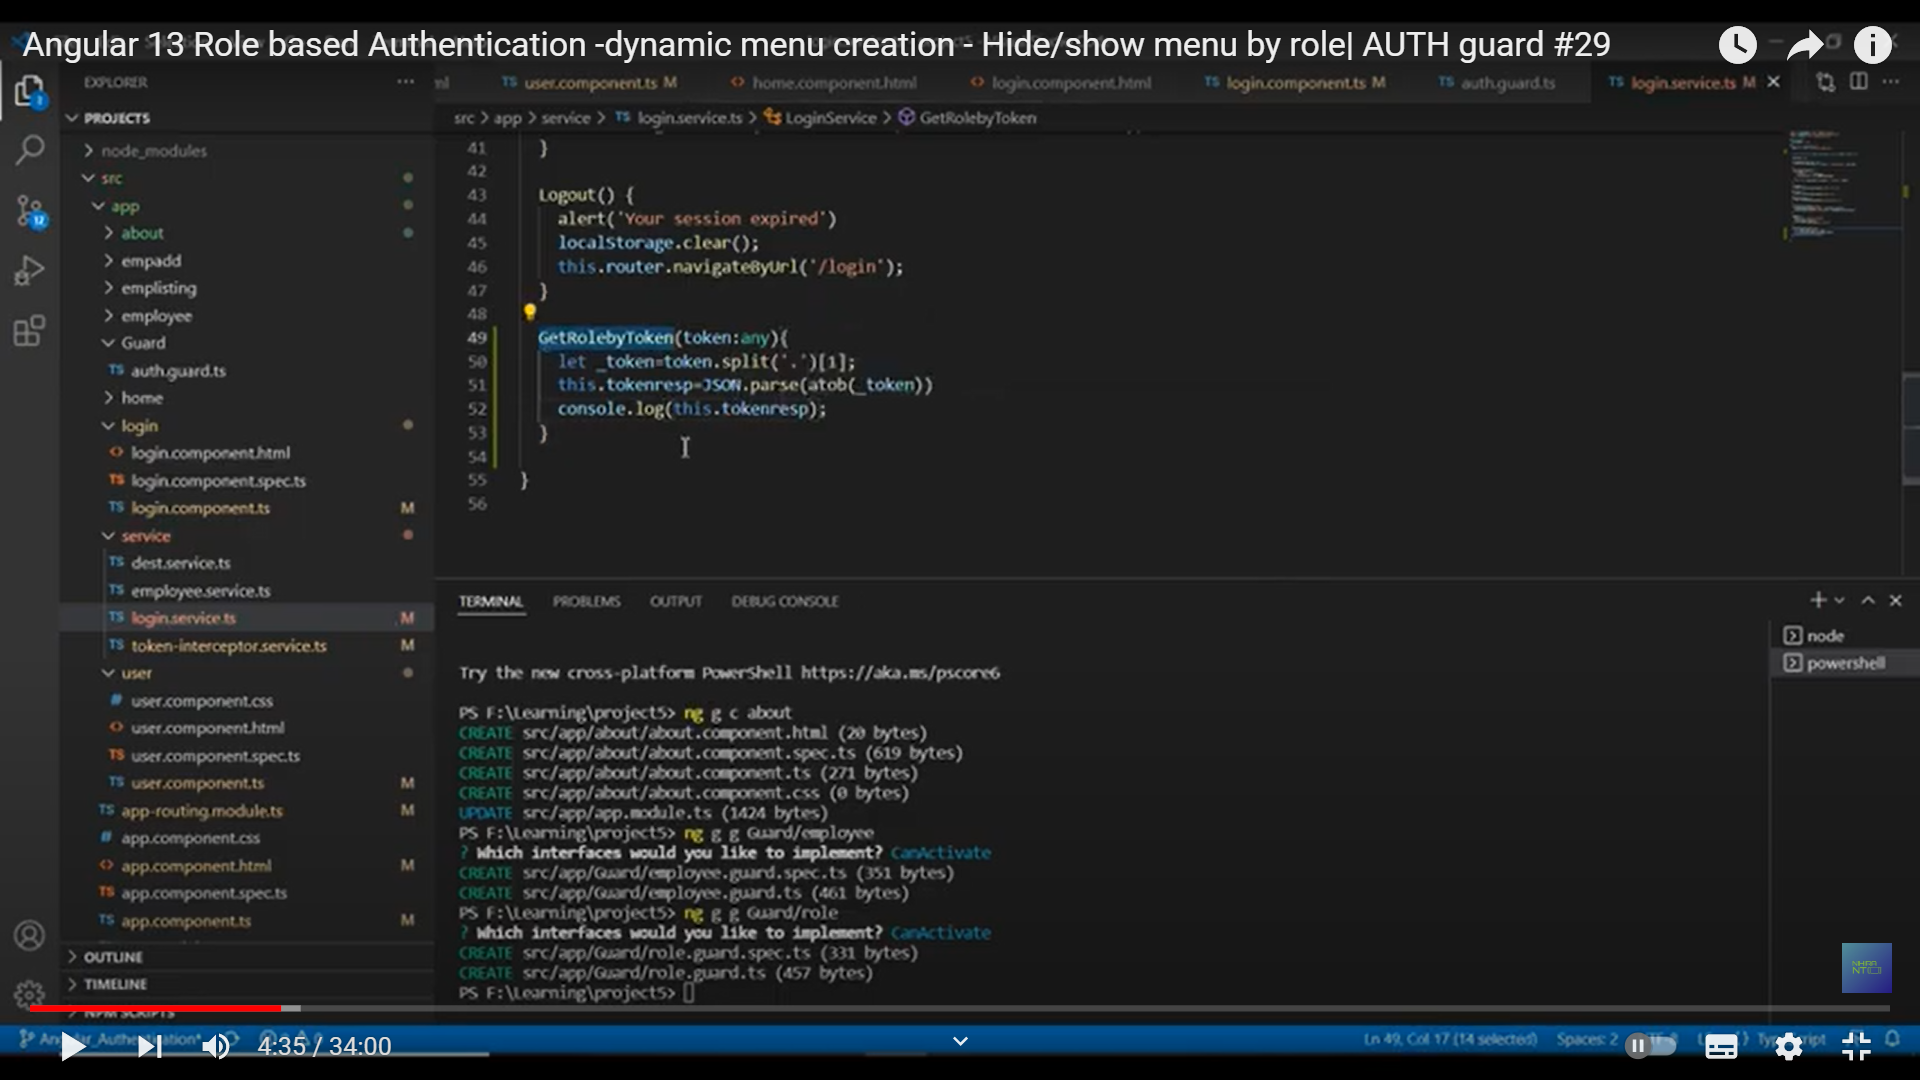 Angular 13 Role based Authentication -dynamic menu creation - Hide/show menu by role| AUTH guard #29
EXPLORER
PROJECTS
node_modules
src
app
about
empadd
emplisting
employee
Guard
auth.guard.ts
home
login
login.component.html
login.component.spec.ts
login.component.ts M
service
dest.service.ts
employee.service.ts
login.service.ts M
token-interceptor.service.ts M
user
user.component.css
user.component.html
user.component.spec.ts
user.component.ts M
app-routing.module.ts M
app.component.css
app.component.html M
app.component.spec.ts
app.component.ts M
OUTLINE
TIMELINE
NPM SCRIPTS
user.component.ts M home.component.html login.component.html login.component.ts M auth.guard.ts login.service.ts M
src > app > service > TS login.service.ts > LoginService > GetRolebyToken
41 }
42
43 Logout() {
44 alert('Your session expired')
45 localStorage.clear();
46 this.router.navigateByUrl('/login');
47 }
48
49 GetRolebyToken(token:any){
50 let _token=token.split('.')[1];
51 this.tokenresp=JSON.parse(atob(_token))
52 console.log(this.tokenresp);
53 }
54
55 }
56
TERMINAL PROBLEMS OUTPUT DEBUG CONSOLE
node
powershell
Try the new cross-platform PowerShell https://aka.ms/pscore6
PS F:\Learning\project5> ng g c about
CREATE src/app/about/about.component.html (20 bytes)
CREATE src/app/about/about.component.spec.ts (619 bytes)
CREATE src/app/about/about.component.ts (271 bytes)
CREATE src/app/about/about.component.css (0 bytes)
UPDATE src/app/app.module.ts (1424 bytes)
PS F:\Learning\project5> ng g g Guard/employee
? Which interfaces would you like to implement? CanActivate
CREATE src/app/Guard/employee.guard.spec.ts (351 bytes)
CREATE src/app/Guard/employee.guard.ts (461 bytes)
PS F:\Learning\project5> ng g g Guard/role
? Which interfaces would you like to implement? CanActivate
CREATE src/app/Guard/role.guard.spec.ts (331 bytes)
CREATE src/app/Guard/role.guard.ts (457 bytes)
PS F:\Learning\project5>
4:35 / 34:00
Ln 49, Col 17 (14 selected) Spaces: 2